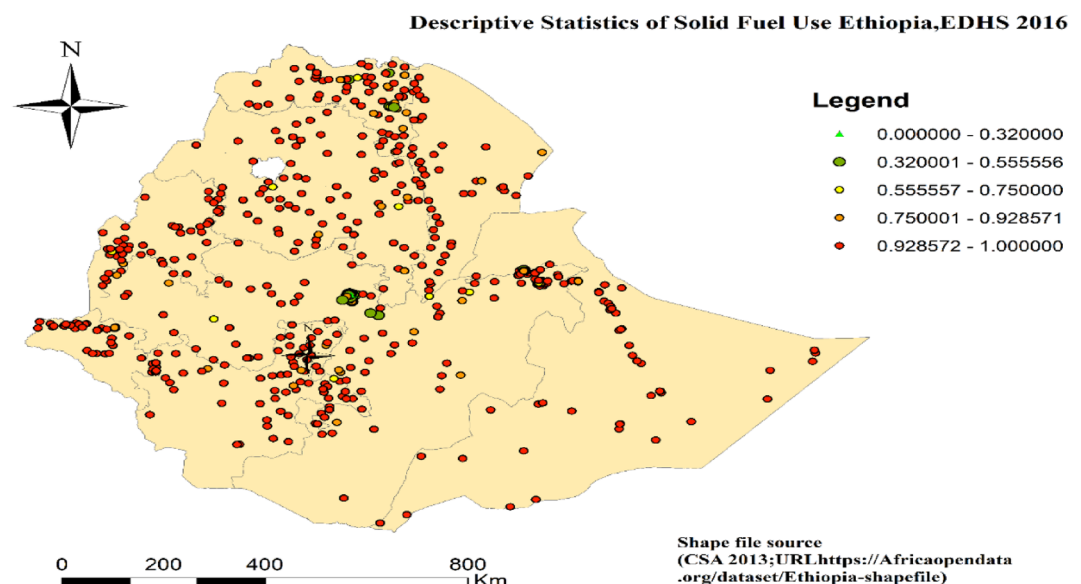 Descriptive Statistics of Solid Fuel Use Ethiopia,EDHS 2016
N
Legend
0.000000 - 0.320000
0.320001 - 0.555556
0.555557 - 0.750000
0.750001 - 0.928571
0.928572 - 1.000000
N
0 200 400 800
Km
Shape file source
(CSA 2013;URLhttps://Africaopendata
.org/dataset/Ethiopia-shapefile)